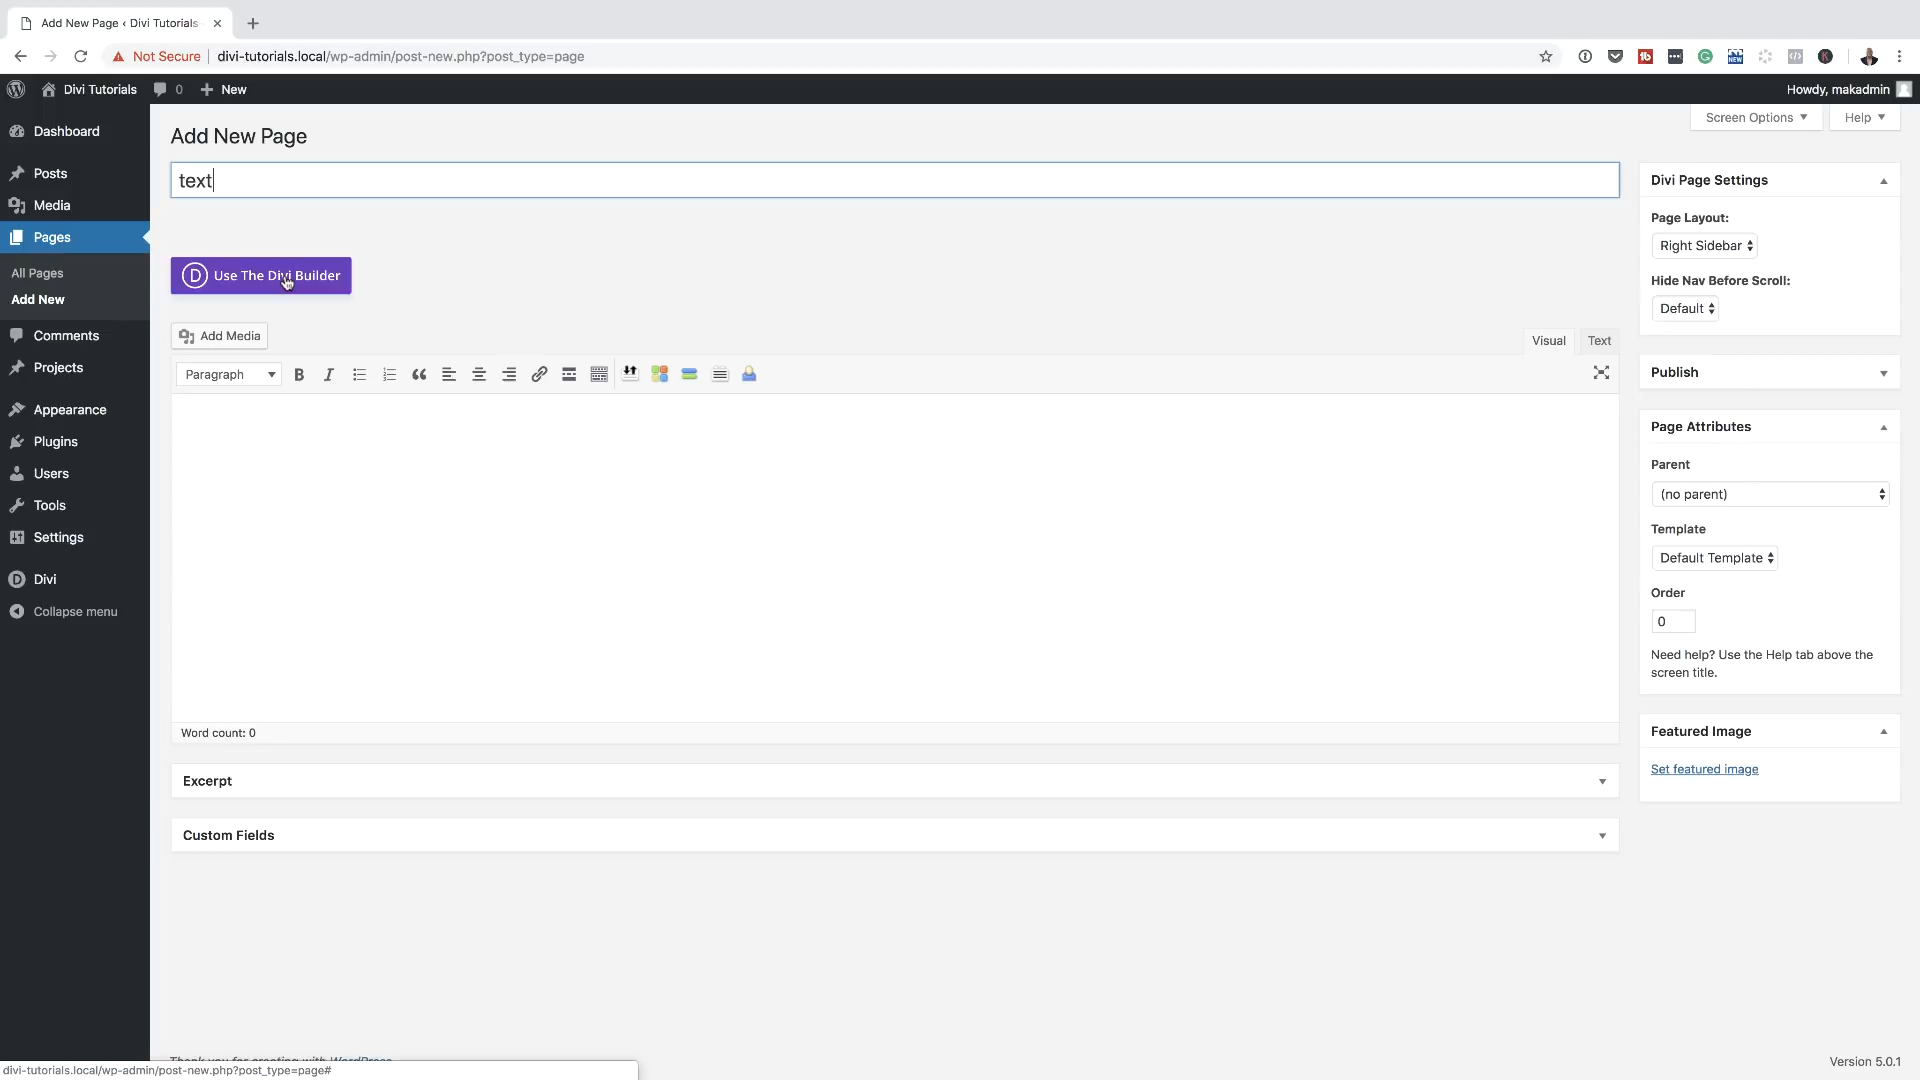 Add New Page ‹ Divi Tutorials
Not Secure
divi-tutorials.local/wp-admin/post-new.php?post_type=page
Divi Tutorials
0
New
Howdy, makadmin
Dashboard
Posts
Media
Pages
All Pages
Add New
Comments
Projects
Appearance
Plugins
Users
Tools
Settings
Divi
Collapse menu
Screen Options
Help
Add New Page
text
Use The Divi Builder
Add Media
Visual
Text
Paragraph
Word count: 0
Excerpt
Custom Fields
Divi Page Settings
Page Layout:
Right Sidebar
Hide Nav Before Scroll:
Default
Publish
Page Attributes
Parent
(no parent)
Template
Default Template
Order
0
Need help? Use the Help tab above the
screen title.
Featured Image
Set featured image
Thank you for creating with WordPress.
Version 5.0.1
divi-tutorials.local/wp-admin/post-new.php?post_type=page#